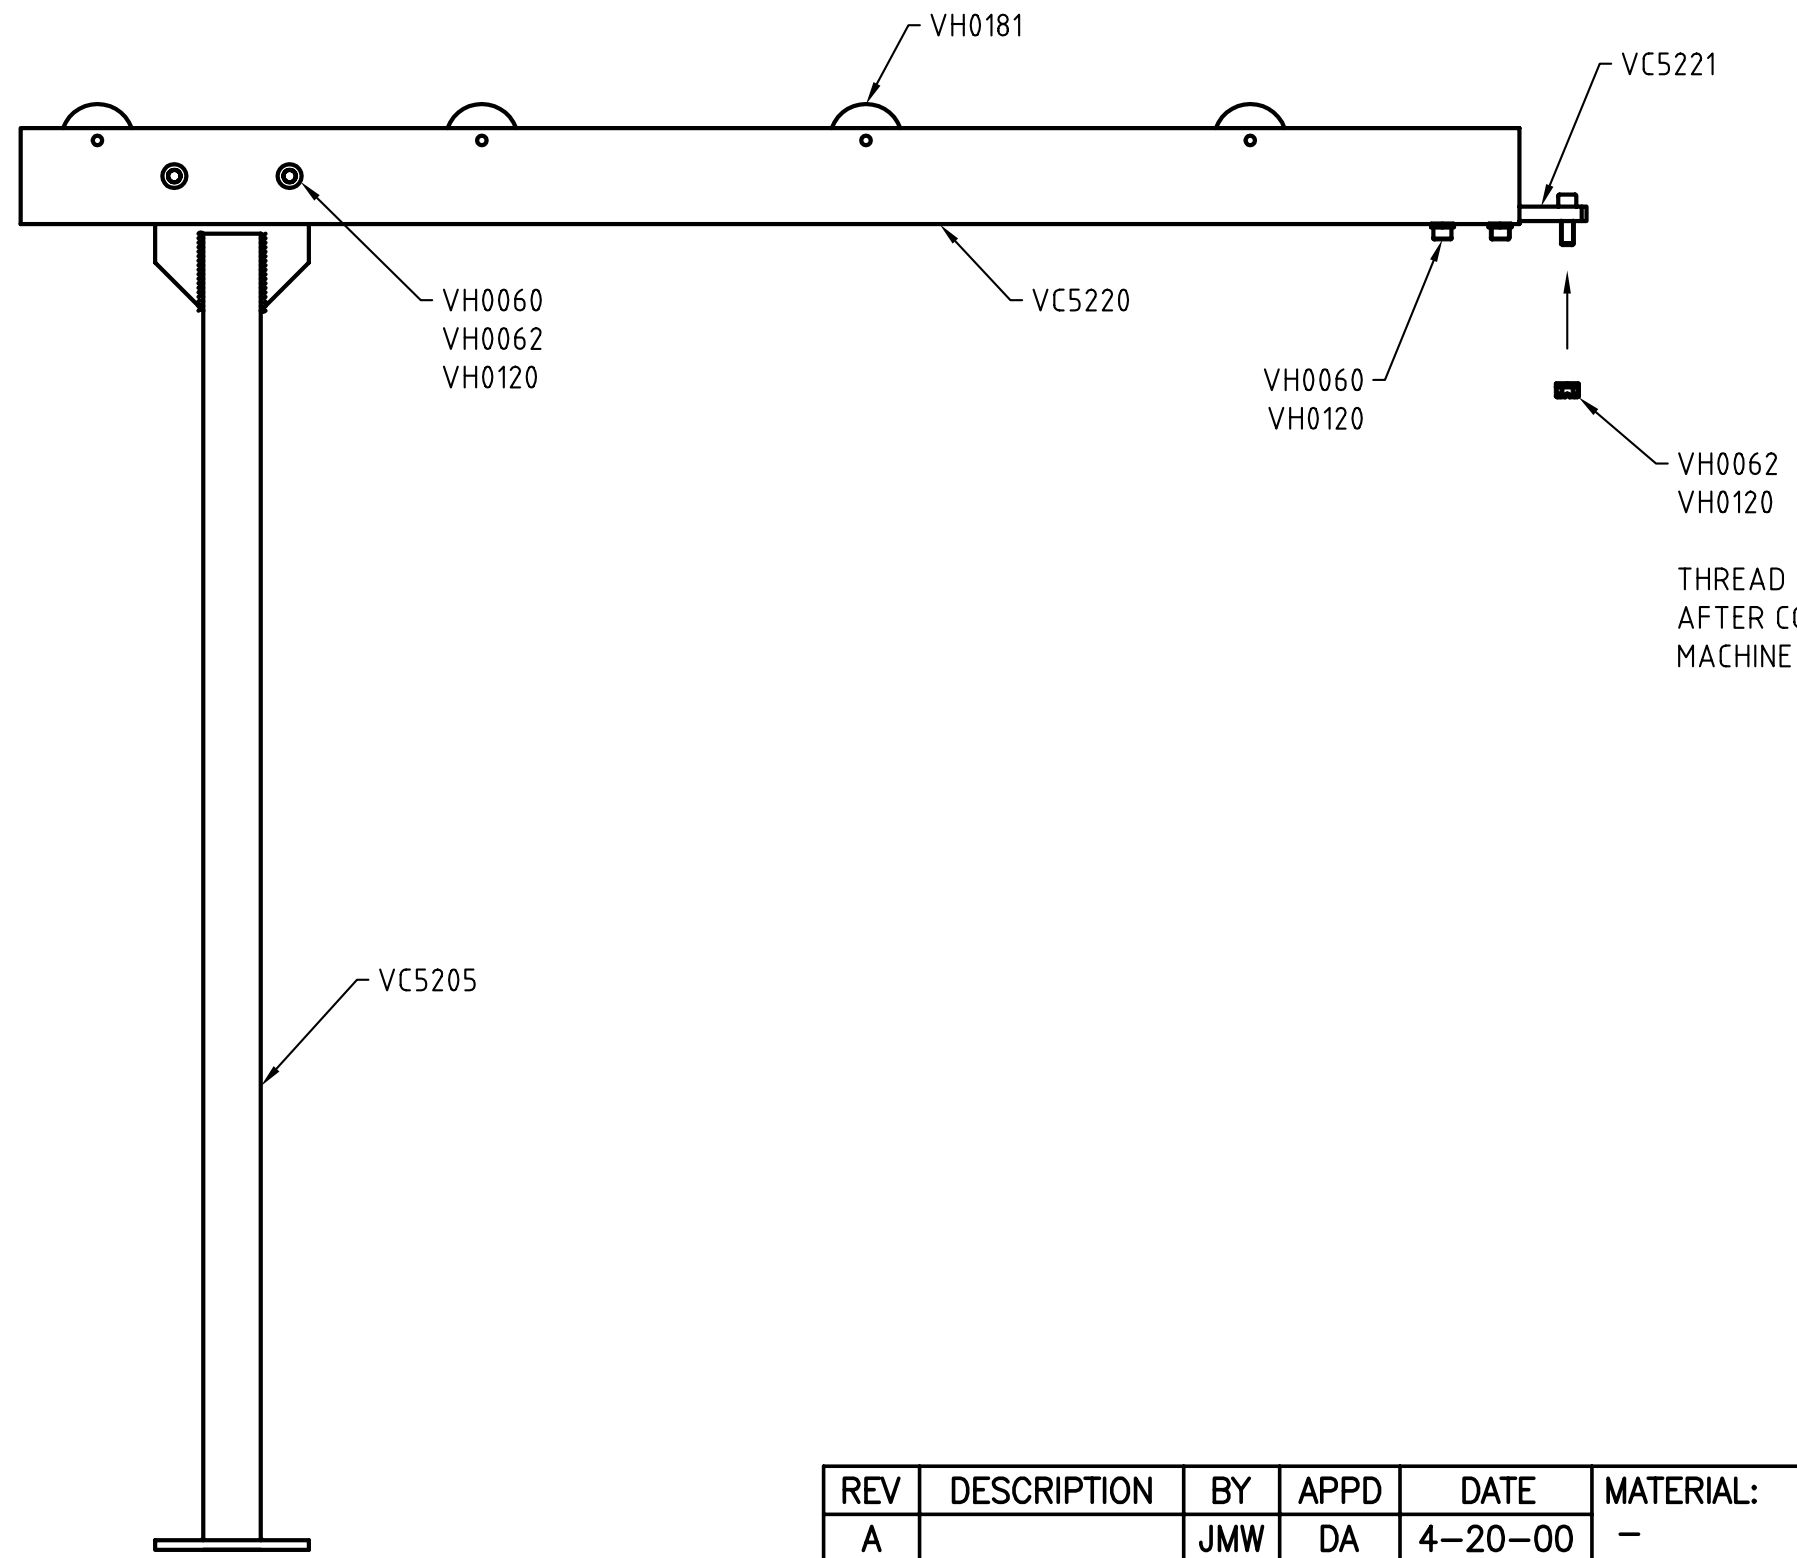 VH0181
VC5221
VH0060
VH0062
VH0120
VC5220
VH0060
VH0120
VH0062
VH0120
THREAD
AFTER
MACHINE
VC5205
REV DESCRIPTION BY APPD DATE MATERIAL:
A JMW DA 4-20-00 -